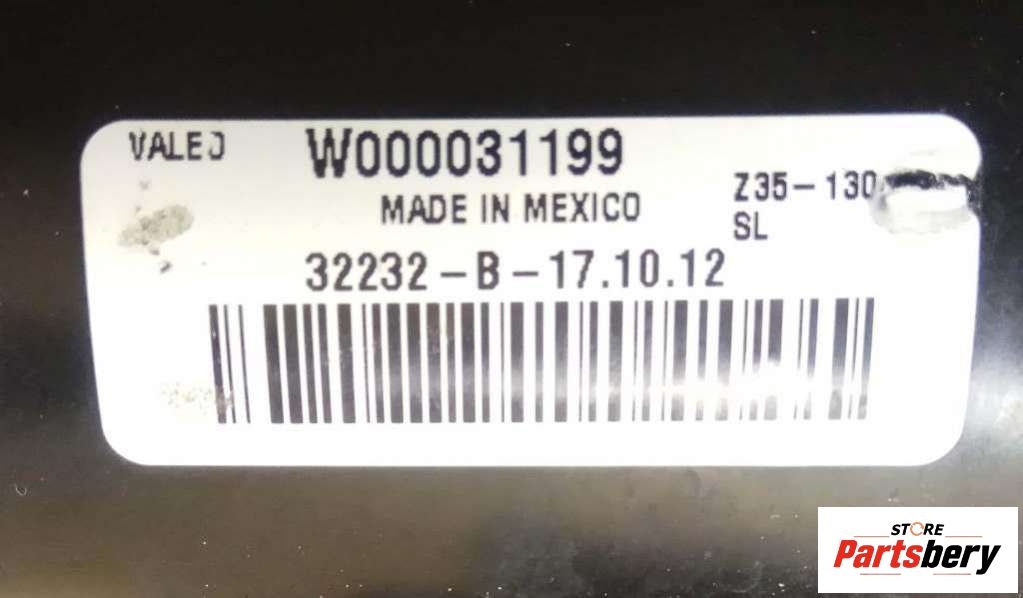 VALEO
W000031199
MADE IN MEXICO
Z35-130
SL
32232-B-17.10.12
STORE
Partsbery